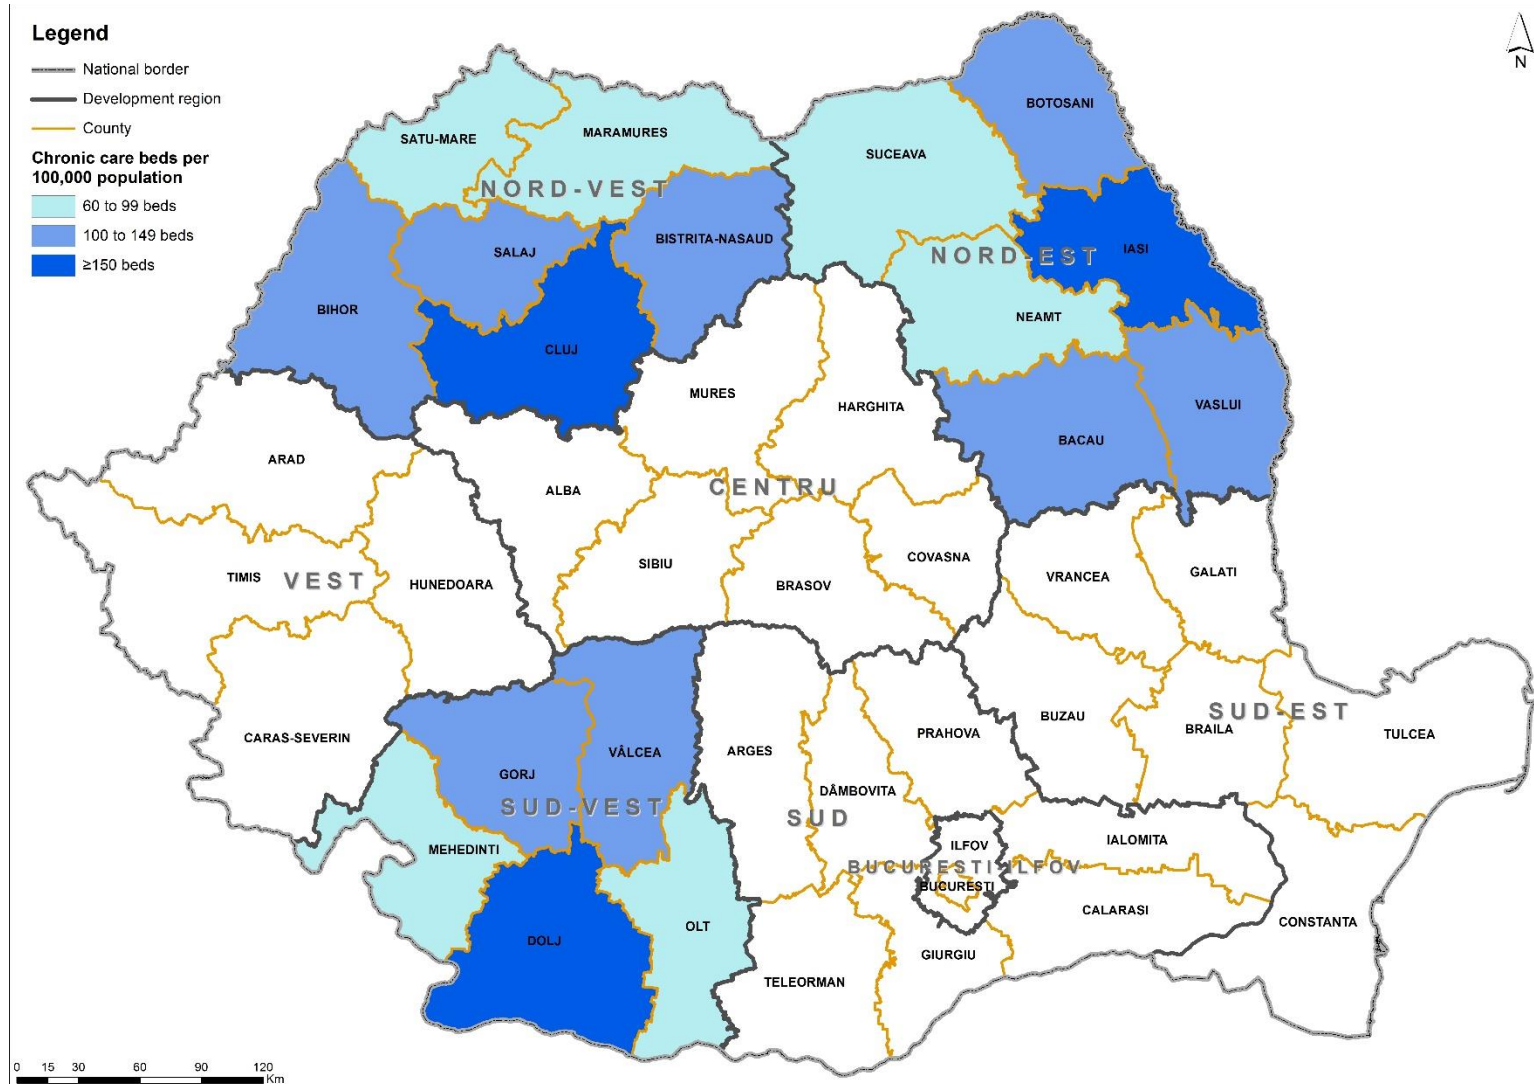 Legend
National border
Development region
County
Chronic care beds per
100,000 population
60 to 99 beds
100 to 149 beds
≥150 beds
N
BOTOSANI
SATU-MARE
MARAMURES
SUCEAVA
NORD-VEST
BISTRITA-NASAUD
SALAJ
NORD-EST
IASI
BIHOR
NEAMT
CLUJ
MURES
HARGHITA
VASLUI
BACAU
ARAD
ALBA
CENTRU
COVASNA
SIBIU
BRASOV
TIMIS
VEST
HUNEDOARA
VRANCEA
GALATI
CARAS-SEVERIN
VÂLCEA
ARGES
PRAHOVA
BUZAU
SUD-EST
BRAILA
TULCEA
GORJ
SUD-VEST
DÂMBOVITA
SUD
MEHEDINTI
ILFOV
IALOMITA
BUCURESTI-ILFOV
BUCURESTI
CALARASI
CONSTANTA
OLT
DOLJ
GIURGIU
TELEORMAN
0 15 30 60 90 120
Km